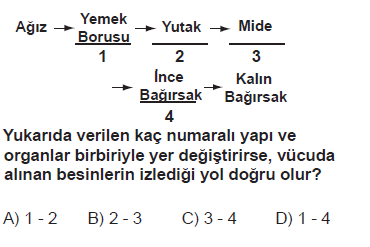 Ağız → Yemek Borusu → Yutak → Mide
1 2 3
→ İnce Bağırsak → Kalın Bağırsak
4
Yukarıda verilen kaç numaralı yapı ve
organlar birbiriyle yer değiştirirse, vücuda
alınan besinlerin izlediği yol doğru olur?
A) 1 - 2 B) 2 - 3 C) 3 - 4 D) 1 - 4